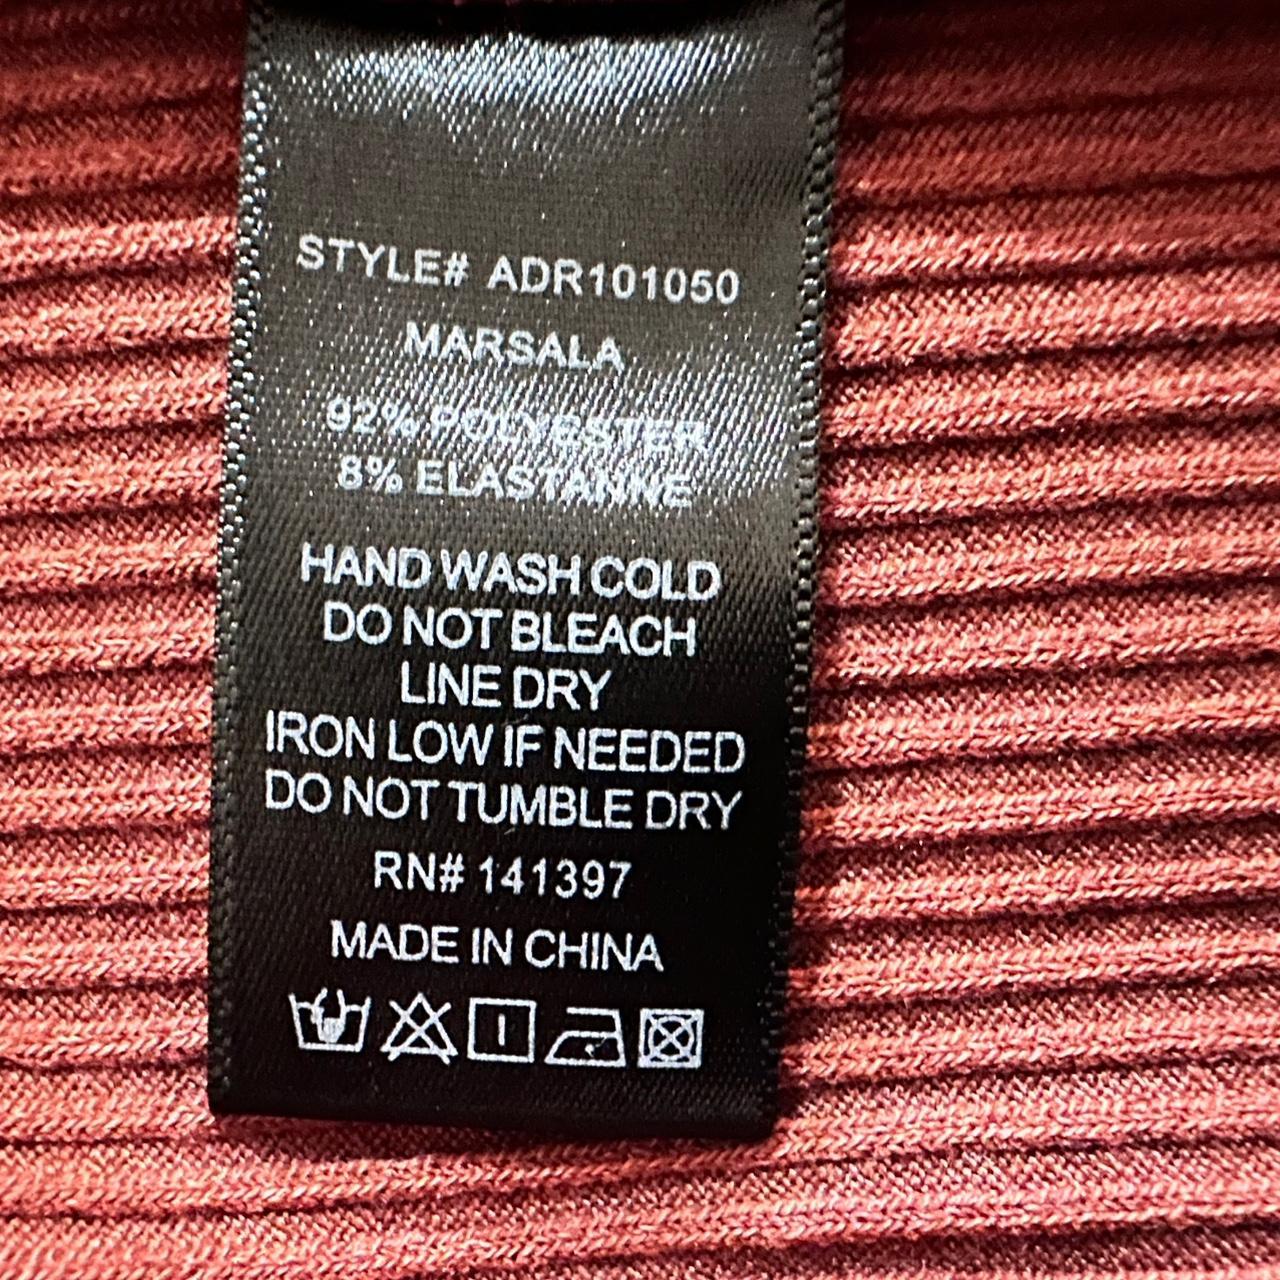 STYLE# ADR101050
MARSALA
92% POLYESTER
8% ELASTANNE
HAND WASH COLD
DO NOT BLEACH
LINE DRY
IRON LOW IF NEEDED
DO NOT TUMBLE DRY
RN# 141397
MADE IN CHINA